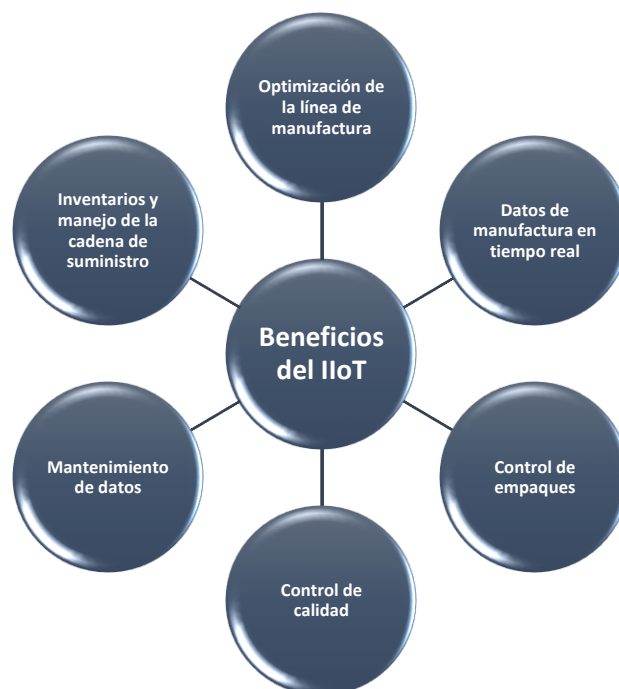 Optimización de
la línea de
manufactura
Datos de
manufactura en
tiempo real
Control de
empaques
Control de
calidad
Mantenimiento
de datos
Inventarios y
manejo de la
cadena de
suministro
Beneficios
del IIoT